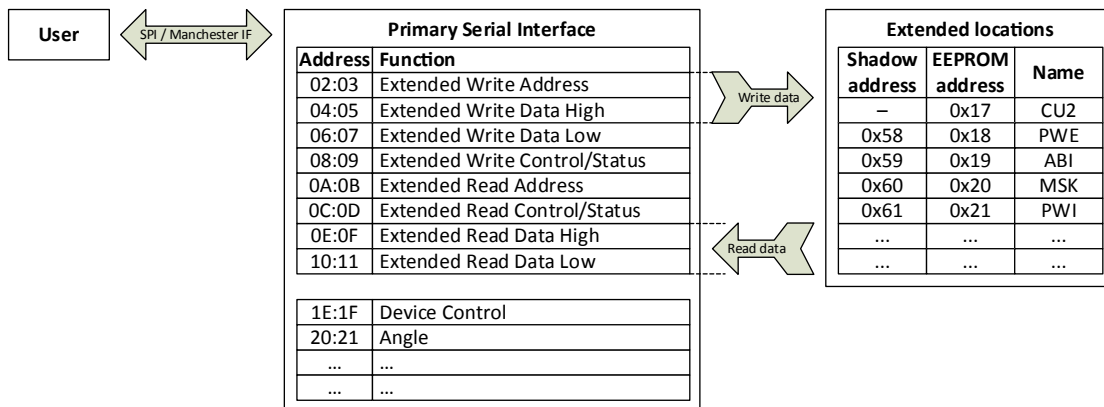 User
SPI / Manchester IF
Primary Serial Interface
Address Function
02:03 Extended Write Address
04:05 Extended Write Data High
06:07 Extended Write Data Low
08:09 Extended Write Control/Status
0A:0B Extended Read Address
0C:0D Extended Read Control/Status
0E:0F Extended Read Data High
10:11 Extended Read Data Low
1E:1F Device Control
20:21 Angle
... ...
... ...
Write data
Read data
Extended locations
Shadow address EEPROM address Name
– 0x17 CU2
0x58 0x18 PWE
0x59 0x19 ABI
0x60 0x20 MSK
0x61 0x21 PWI
... ... ...
... ... ...